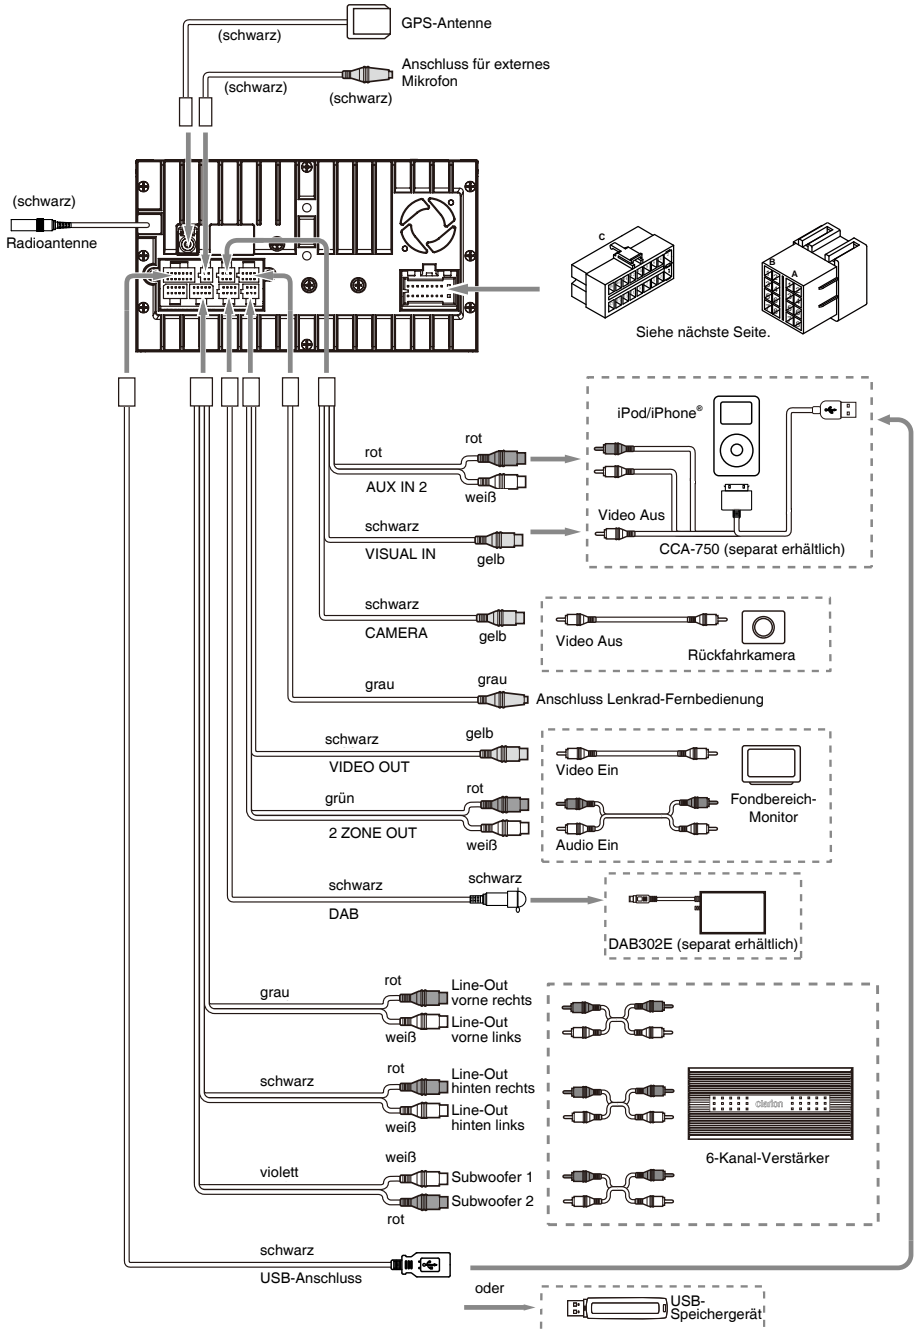 GPS-Antenne
(schwarz)
Anschluss für externes
Mikrofon
(schwarz)
(schwarz)
(schwarz)
Radioantenne
C
B
A
Siehe nächste Seite.
iPod/iPhone®
rot
rot
AUX IN 2
weiß
Video Aus
schwarz
VISUAL IN
gelb
CCA-750 (separat erhältlich)
schwarz
CAMERA
gelb
Video Aus
Rückfahrkamera
grau
grau
Anschluss Lenkrad-Fernbedienung
gelb
schwarz
VIDEO OUT
Video Ein
rot
grün
2 ZONE OUT
weiß
Audio Ein
Fondbereich-
Monitor
schwarz
schwarz
DAB
DAB302E (separat erhältlich)
rot
grau
Line-Out
vorne rechts
Line-Out
vorne links
weiß
rot
schwarz
Line-Out
hinten rechts
Line-Out
hinten links
weiß
clarion
6-Kanal-Verstärker
weiß
violett
Subwoofer 1
Subwoofer 2
rot
schwarz
USB-Anschluss
oder
USB-
Speichergerät